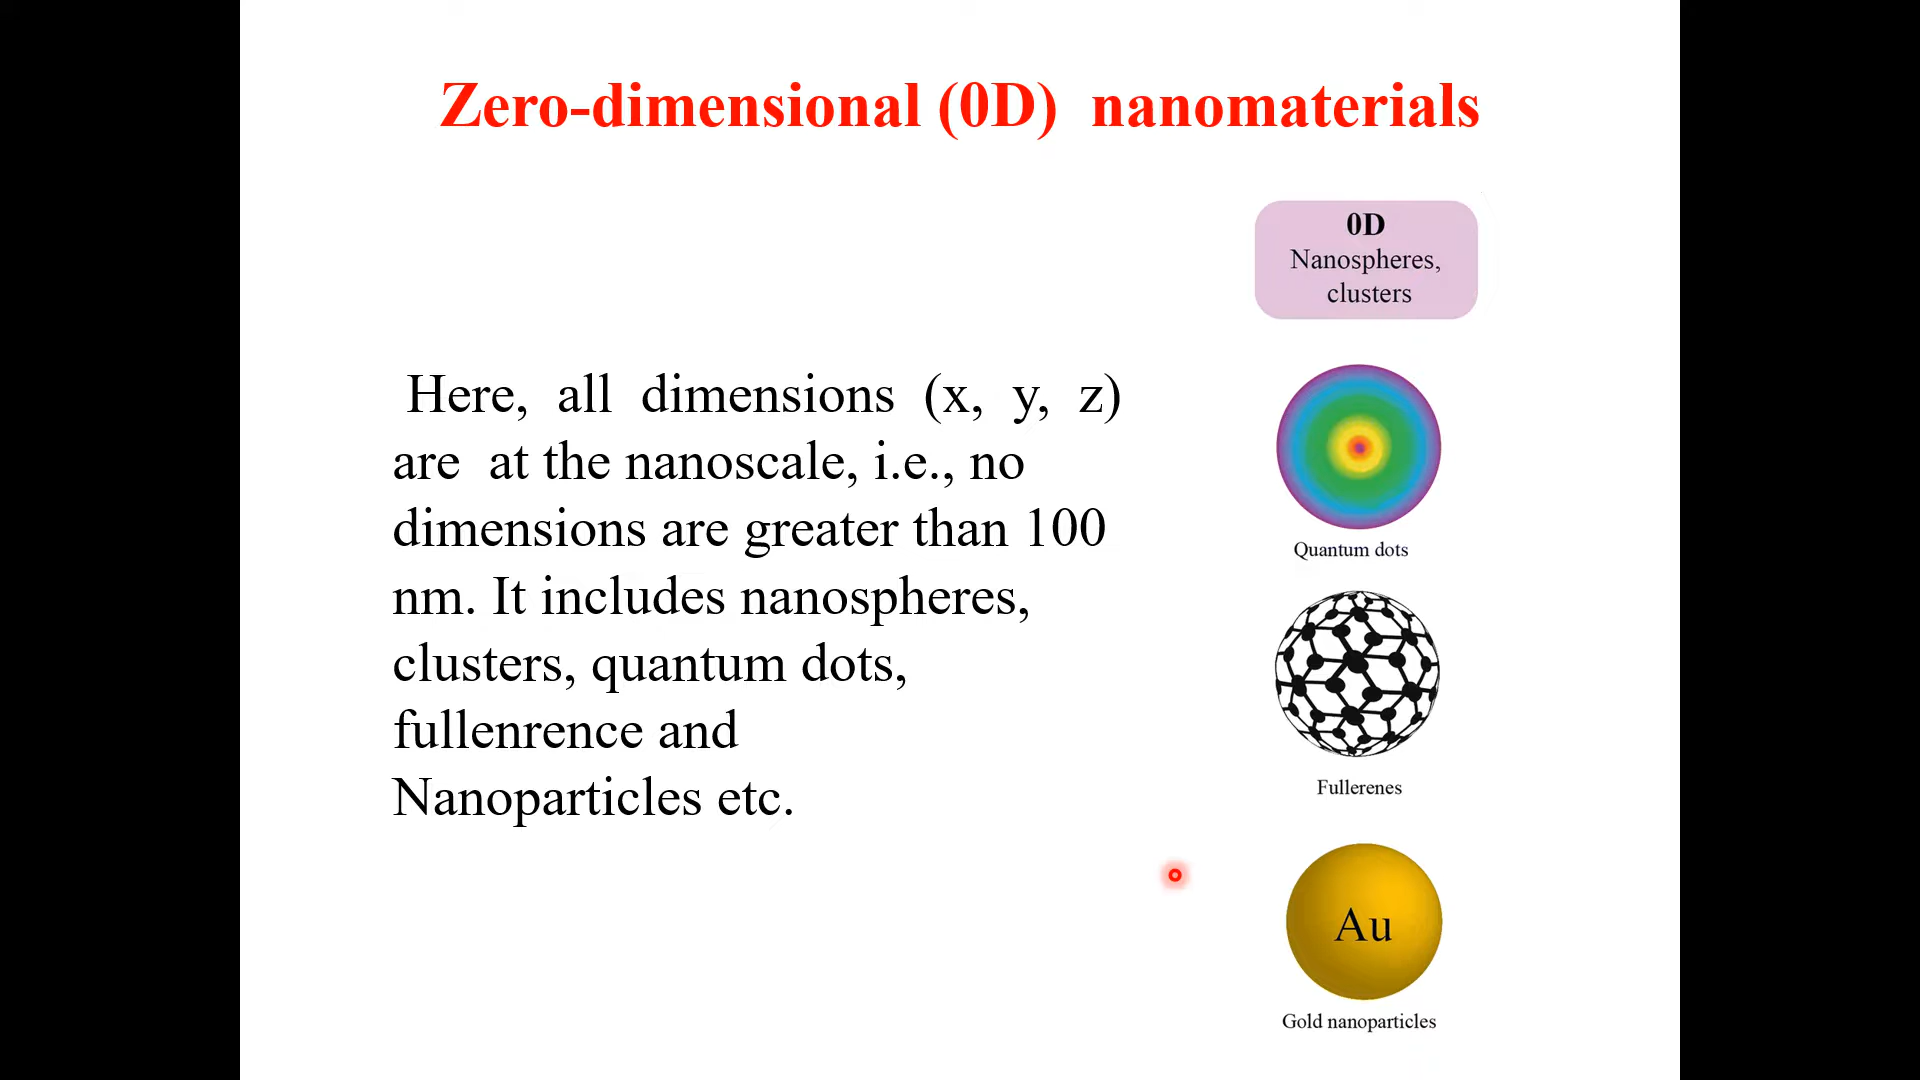 Zero-dimensional (0D) nanomaterials
0D
Nanospheres,
clusters
Here, all dimensions (x, y, z)
are at the nanoscale, i.e., no
dimensions are greater than 100
nm. It includes nanospheres,
clusters, quantum dots,
fullenrence and
Nanoparticles etc.
Quantum dots
Fullerenes
Au
Gold nanoparticles